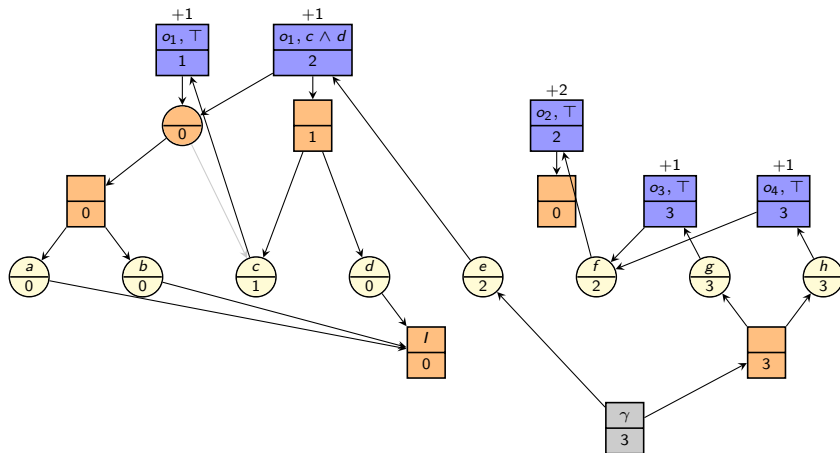 +1 +1
o₁, ⊤ o₁, c ∧ d
1 2
+2
o₂, ⊤
0 1 2
+1 +1
o₃, ⊤ o₄, ⊤
0 0 3 3
a b c d e f g h
0 0 1 0 2 2 3 3
I
0 3
γ
3